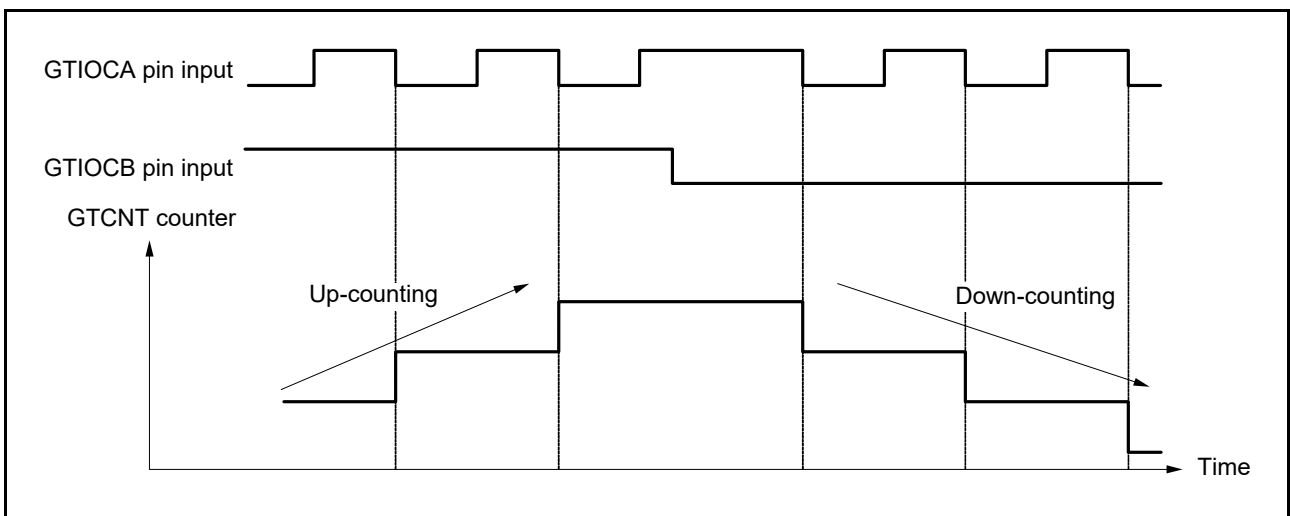 GTIOCA pin input
GTIOCB pin input
GTCNT counter
Up-counting
Down-counting
Time